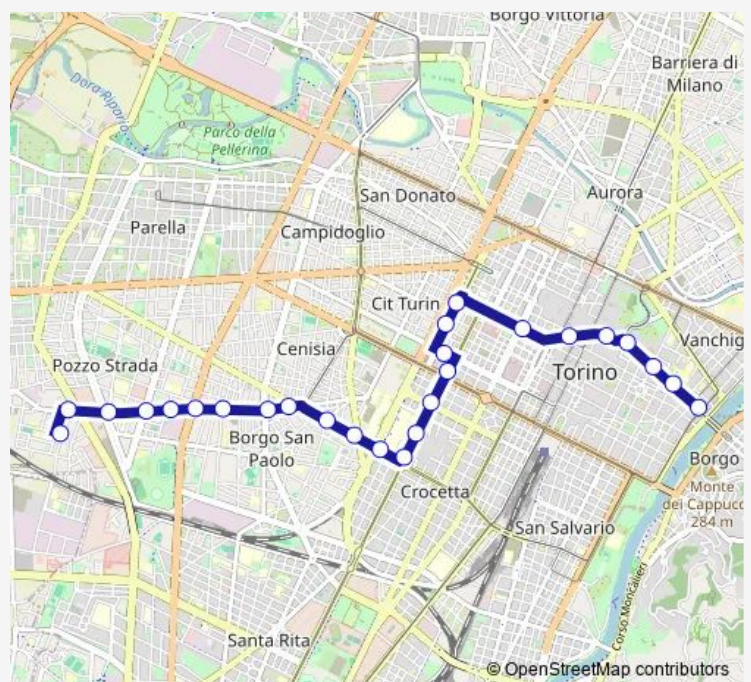 Borgo Vittoria
Barriera di
Milano
Dora Riparia
Parco della
Pellerina
San Donato
Aurora
Parella
Campidoglio
Cit Turin
Vanchig
Cenisia
Pozzo Strada
Torino
Borgo San
Paolo
Borgo
Monte
dei Cappucc
284 m
Crocetta
San Salvario
Corso Moncalieri
Santa Rita
© OpenStreetMap contributors